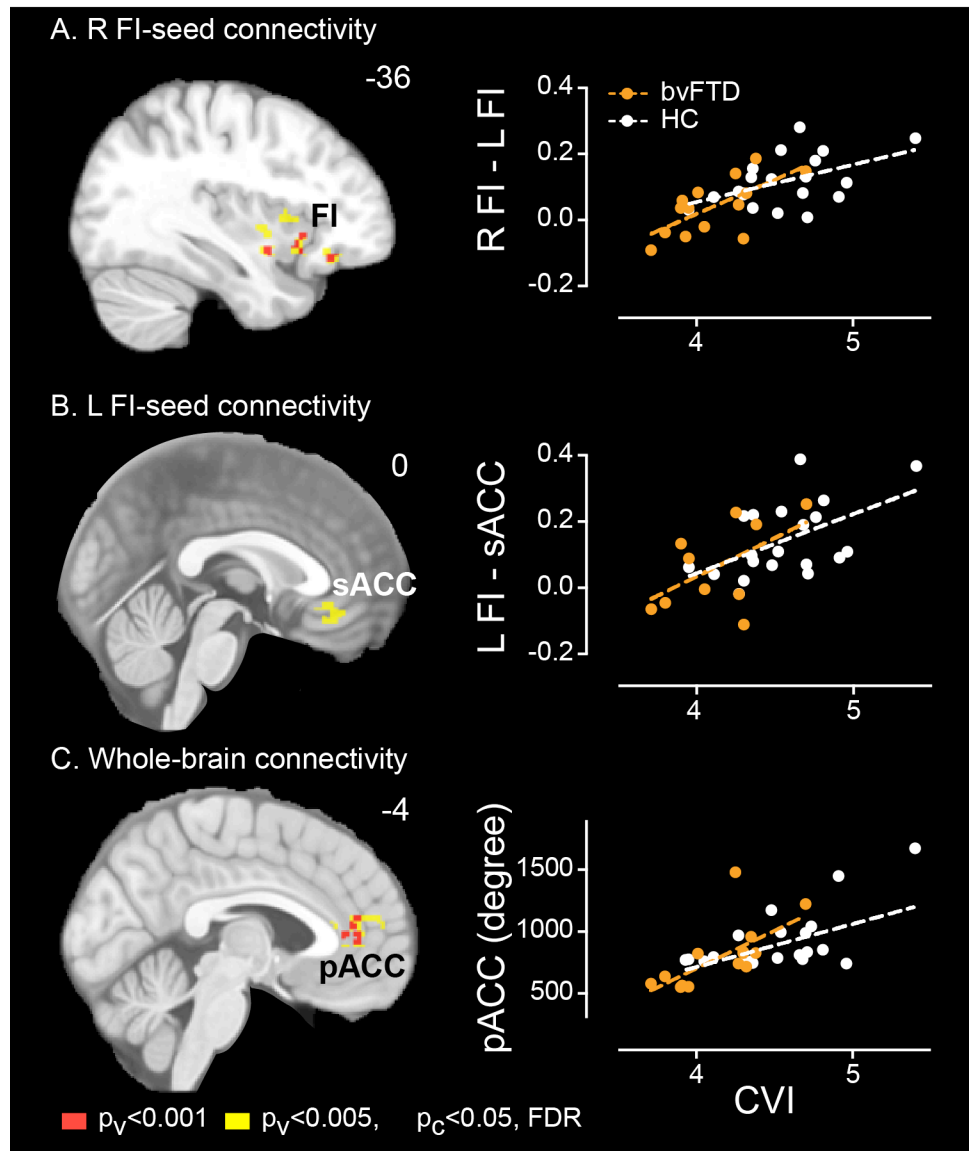 A. R FI-seed connectivity
-36
FI
R FI - L FI
0.4
0.2
0.0
-0.2
bvFTD
HC
4 5
B. L FI-seed connectivity
0
sACC
L FI - sACC
0.4
0.2
0.0
-0.2
4 5
C. Whole-brain connectivity
-4
pACC
pACC (degree)
1500
1000
500
4 5
CVI
pv<0.001 pv<0.005, pc<0.05, FDR